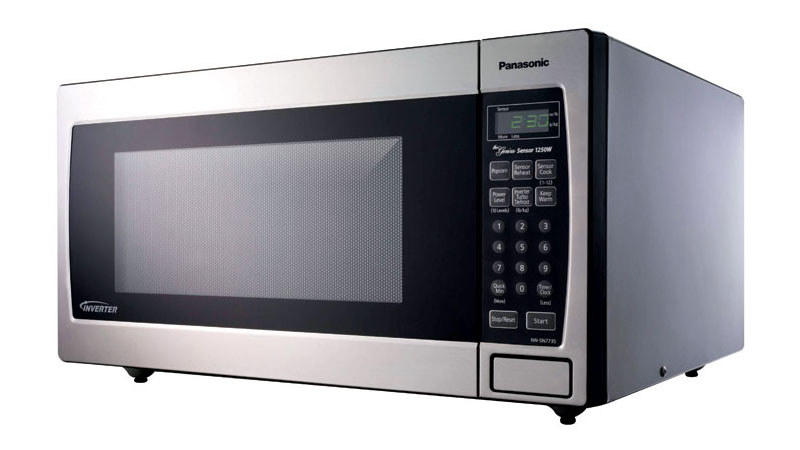 Panasonic
Sensor
2:30
More Less
the Genius Sensor 1250W
Popcorn
Sensor Reheat
Sensor Cook
(1-12)
Power Level
Inverter Turbo Defrost
Keep Warm
(10 Levels)
(lb/kg)
1 2 3
4 5 6
7 8 9
Quick Min
0
Timer/Clock
(More)
(Less)
Stop/Reset
Start
NN-SN773S
INVERTER